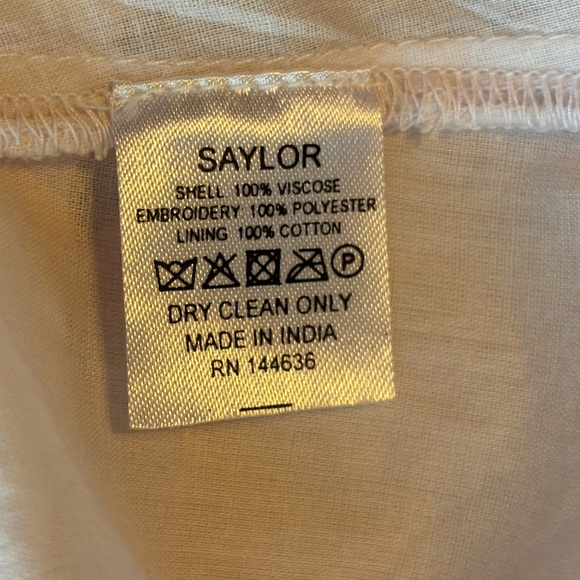 SAYLOR
SHELL 100% VISCOSE
EMBROIDERY 100% POLYESTER
LINING 100% COTTON
P
DRY CLEAN ONLY
MADE IN INDIA
RN 144636